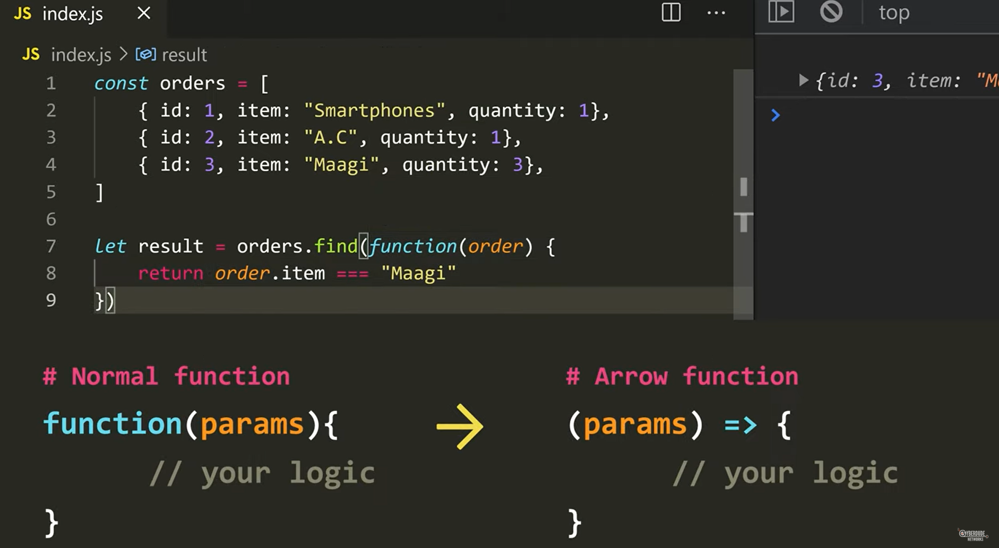 JS index.js
top
JS index.js > result
1 const orders = [
2 { id: 1, item: "Smartphones", quantity: 1},
3 { id: 2, item: "A.C", quantity: 1},
4 { id: 3, item: "Maagi", quantity: 3},
5 ]
6
7 let result = orders.find(function(order) {
8 return order.item === "Maagi"
9 })
{id: 3, item: "M
>
# Normal function
function(params){
// your logic
}
# Arrow function
(params) => {
// your logic
}
CYBERDUDE
NETWORKS